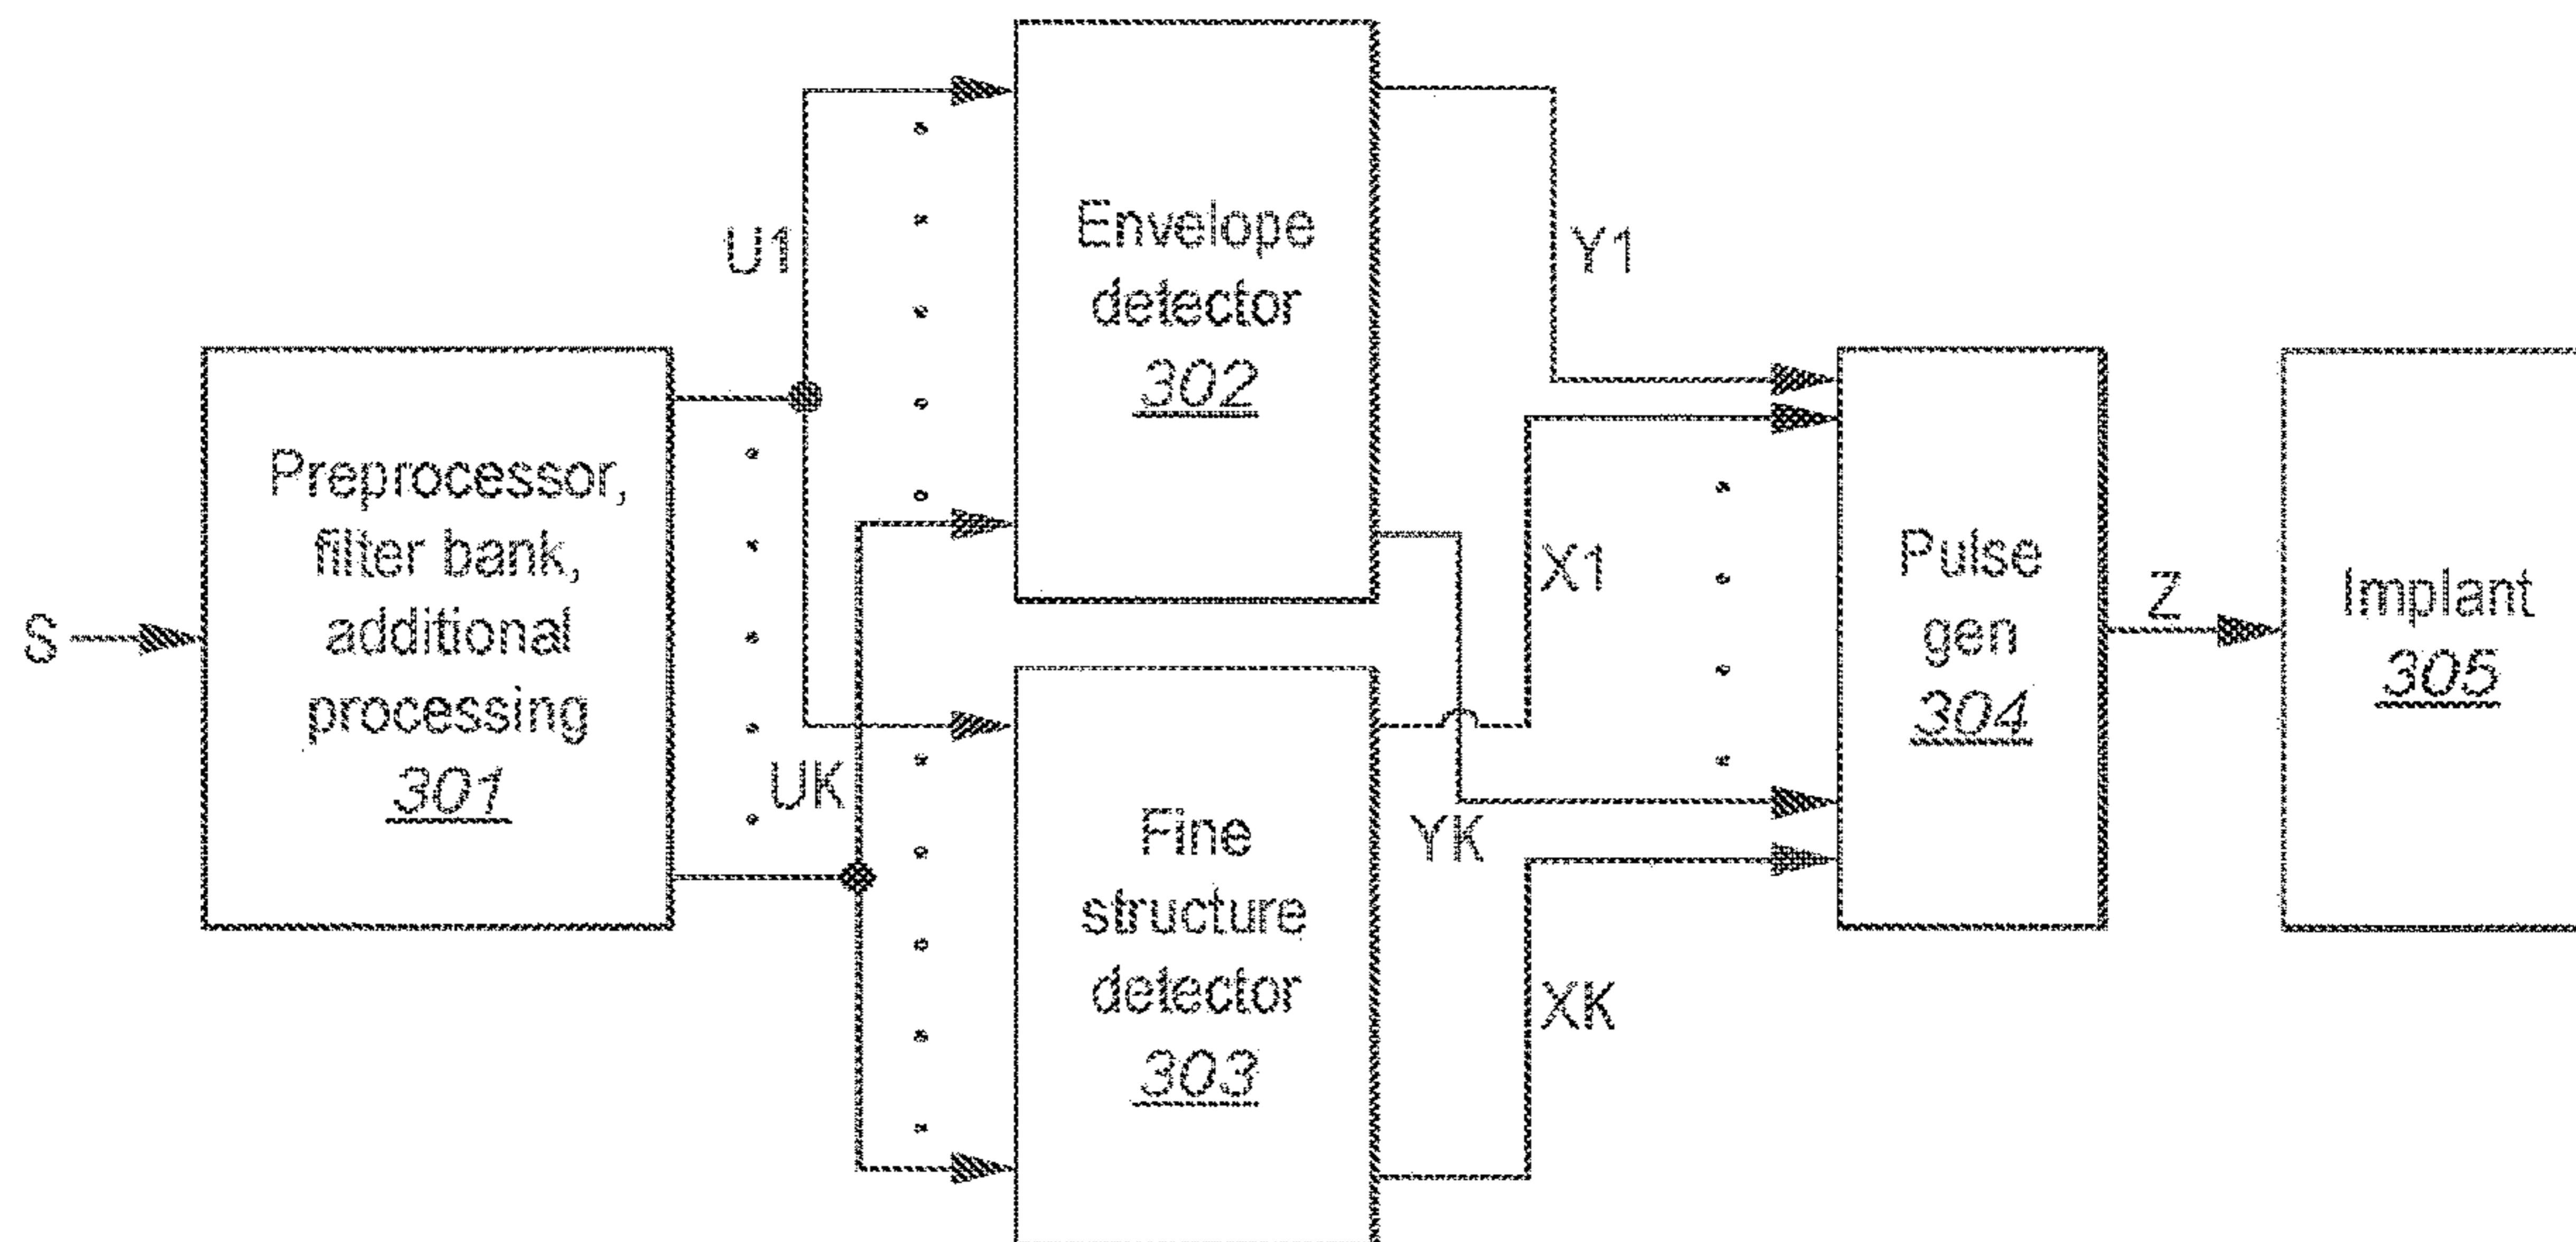 S
Preprocessor,
filter bank,
additional
processing
301
U1
UK
Envelope
detector
302
Fine
structure
detector
303
Y1
X1
YK
XK
Pulse
gen
304
Z
Implant
305